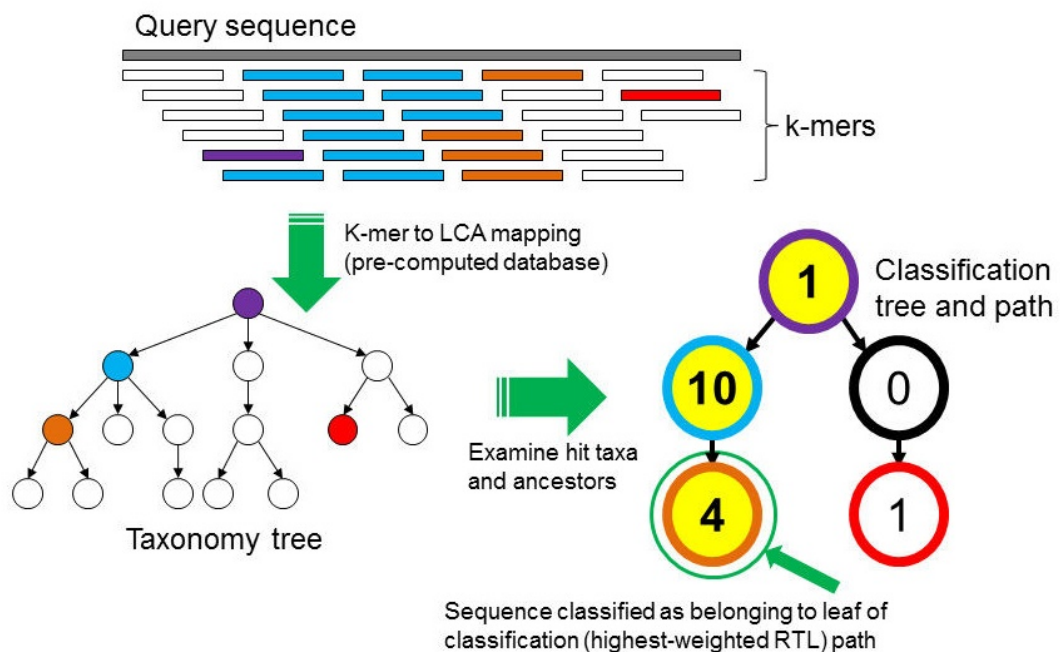 Query sequence
k-mers
K-mer to LCA mapping
(pre-computed database)
Taxonomy tree
Examine hit taxa
and ancestors
1
10
0
4
1
Classification
tree and path
Sequence classified as belonging to leaf of
classification (highest-weighted RTL) path